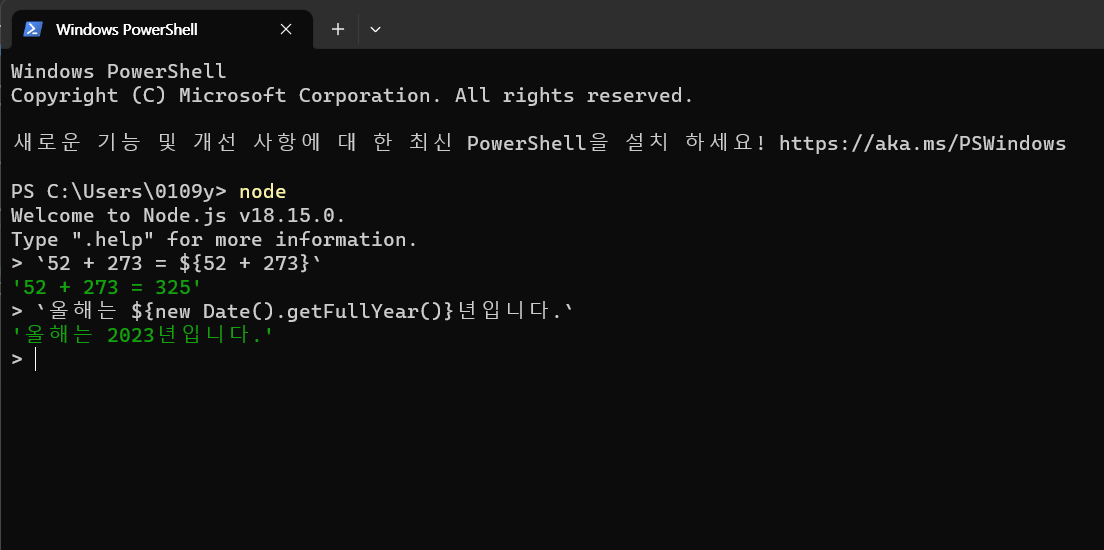 Windows PowerShell
Windows PowerShell
Copyright (C) Microsoft Corporation. All rights reserved.
새로운 기능 및 개선 사항에 대 한 최신 PowerShell을 설치 하세요! https://aka.ms/PSWindows
PS C:\Users\0109y> node
Welcome to Node.js v18.15.0.
Type ".help" for more information.
> `52 + 273 = ${52 + 273}`
'52 + 273 = 325'
> `올해는 ${new Date().getFullYear()}년입니다.`
'올해는 2023년입니다.'
>